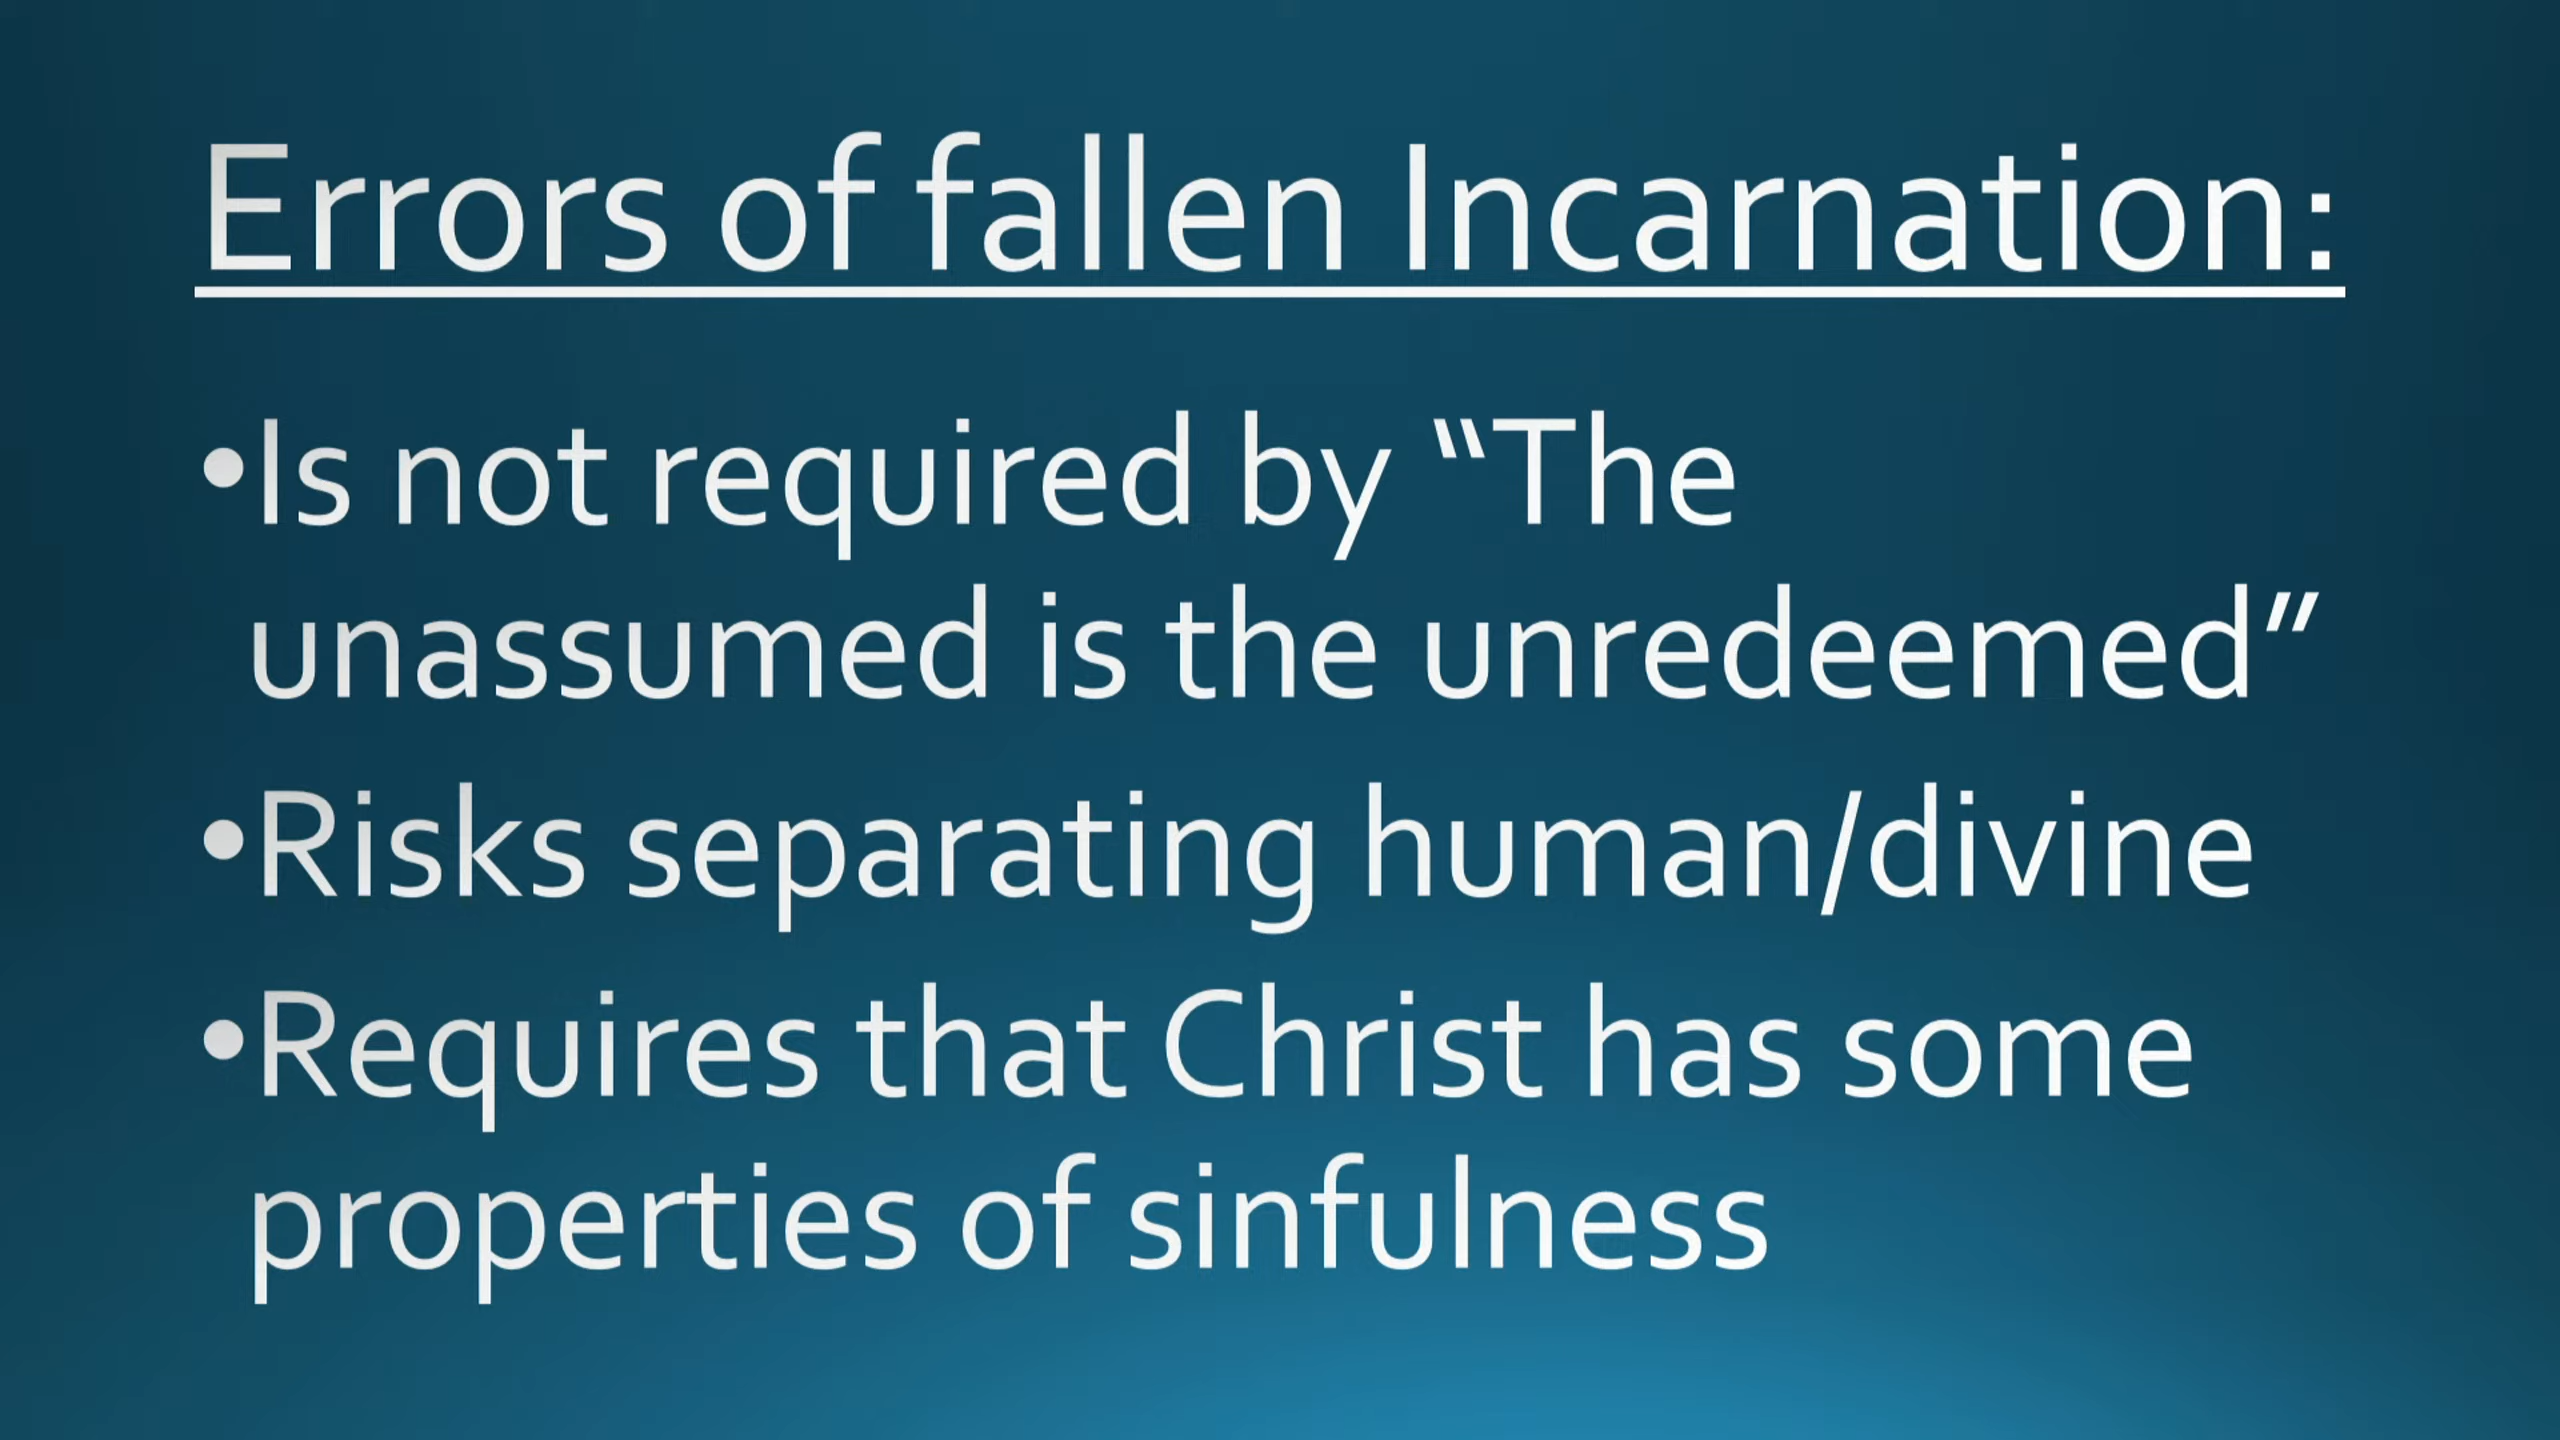 Errors of fallen Incarnation:
•Is not required by “The
unassumed is the unredeemed”
•Risks separating human/divine
•Requires that Christ has some
properties of sinfulness